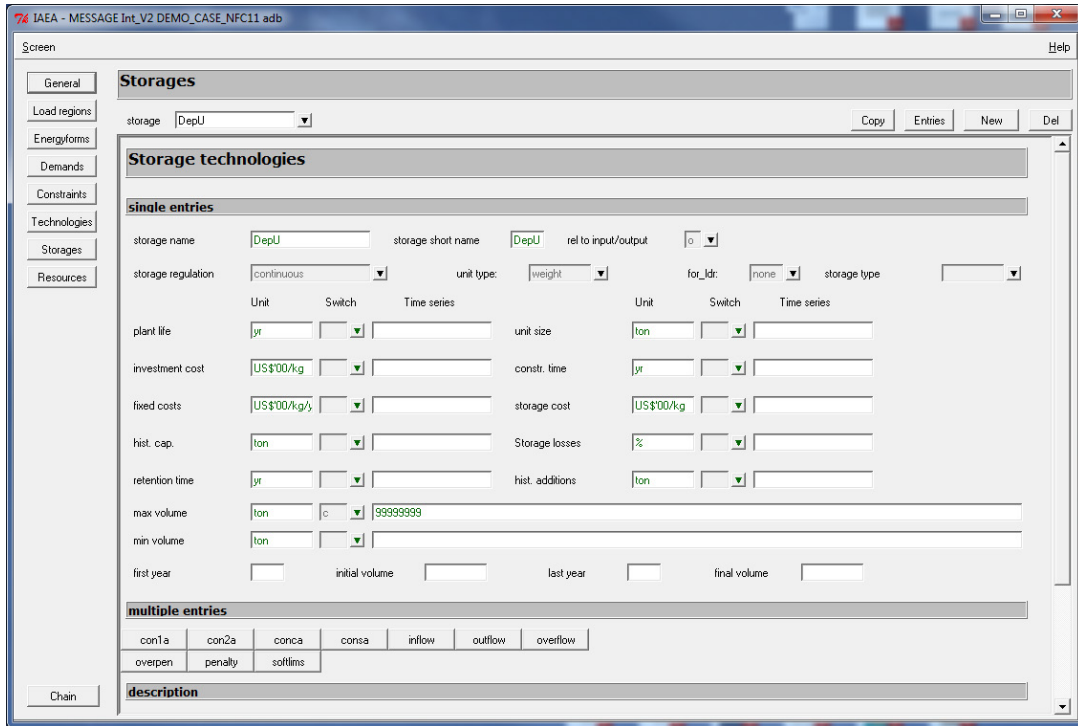 IAEA - MESSAGE Int_V2 DEMO_CASE_NFC11 adb
Screen Help
General
Load regions
Energyforms
Demands
Constraints
Technologies
Storages
Resources
Chain
Storages
storage DepU Copy Entries New Del
Storage technologies
single entries
storage name DepU storage short name DepU rel to input/output o
storage regulation continuous unit type: weight for_ldr: none storage type
Unit Switch Time series Unit Switch Time series
plant life yr unit size ton
investment cost US$'00/kg constr. time yr
fixed costs US$'00/kg/y storage cost US$'00/kg
hist. cap. ton Storage losses %
retention time yr hist. additions ton
max volume ton c 99999999
min volume ton
first year initial volume last year final volume
multiple entries
con1a con2a conca consa inflow outflow overflow
overpen penalty softlims
description